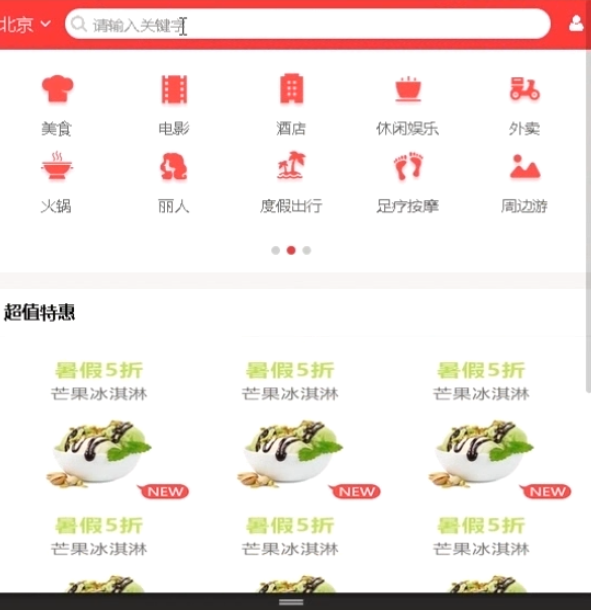 北京
请输入关键字
美食 电影 酒店 休闲娱乐 外卖
火锅 丽人 度假出行 足疗按摩 周边游
超值特惠
暑假5折 暑假5折 暑假5折
芒果冰淇淋 芒果冰淇淋 芒果冰淇淋
NEW NEW NEW
暑假5折 暑假5折 暑假5折
芒果冰淇淋 芒果冰淇淋 芒果冰淇淋